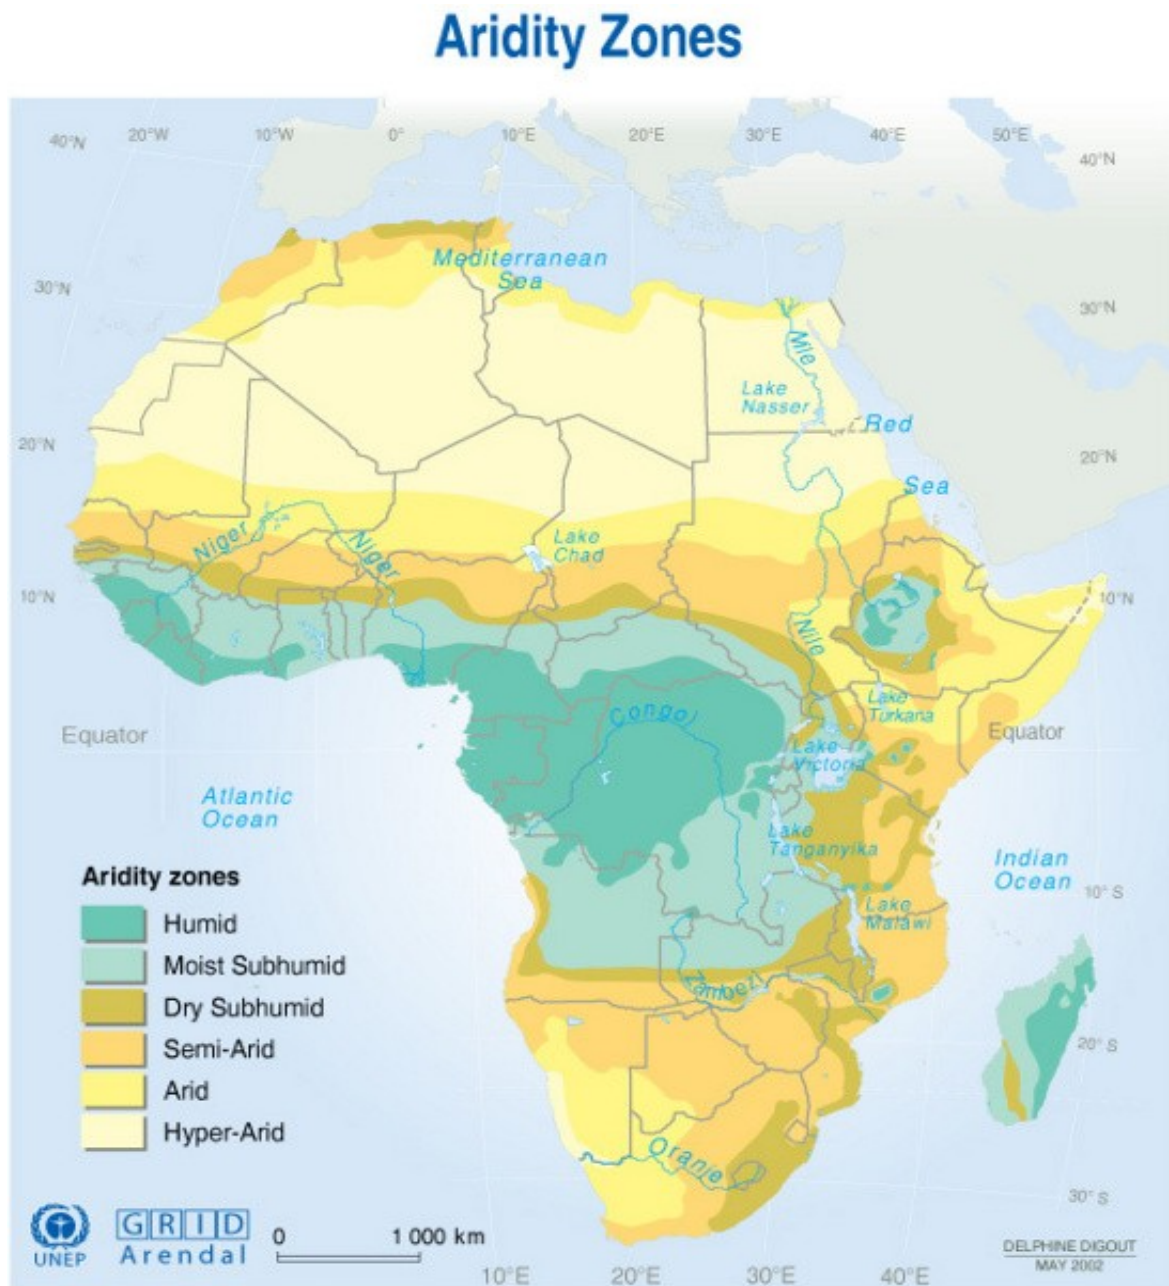 Aridity Zones
40°N
20°W
10°W
0°
10°E
20°E
30°E
40°E
50°E
40°N
Mediterranean
Sea
30°N
30°N
Nile
Lake
Nasser
Red
20°N
20°N
Sea
Niger
Niger
Lake
Chad
10°N
10°N
Nile
Lake
Turkana
Congo
Equator
Equator
Lake
Victoria
Atlantic
Ocean
Lake
Tanganyika
Indian
Ocean
Aridity zones
10° S
Lake
Malawi
Humid
Moist Subhumid
Zambezi
Dry Subhumid
Semi-Arid
20° S
Arid
Hyper-Arid
Oranje
30° S
UNEP
GRID
Arendal
0 1 000 km
DELPHINE DIGOUT
MAY 2002
10°E
20°E
30°E
40°E